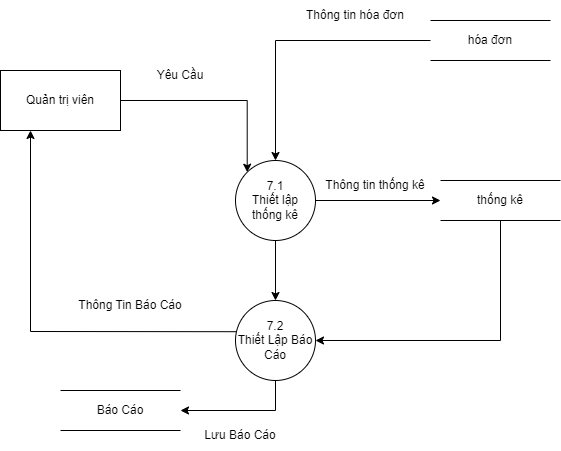 Thông tin hóa đơn
hóa đơn
Yêu Cầu
Quản trị viên
7.1
Thiết lập
thống kê
Thông tin thống kê
thống kê
Thông Tin Báo Cáo
7.2
Thiết Lập Báo
Cáo
Báo Cáo
Lưu Báo Cáo